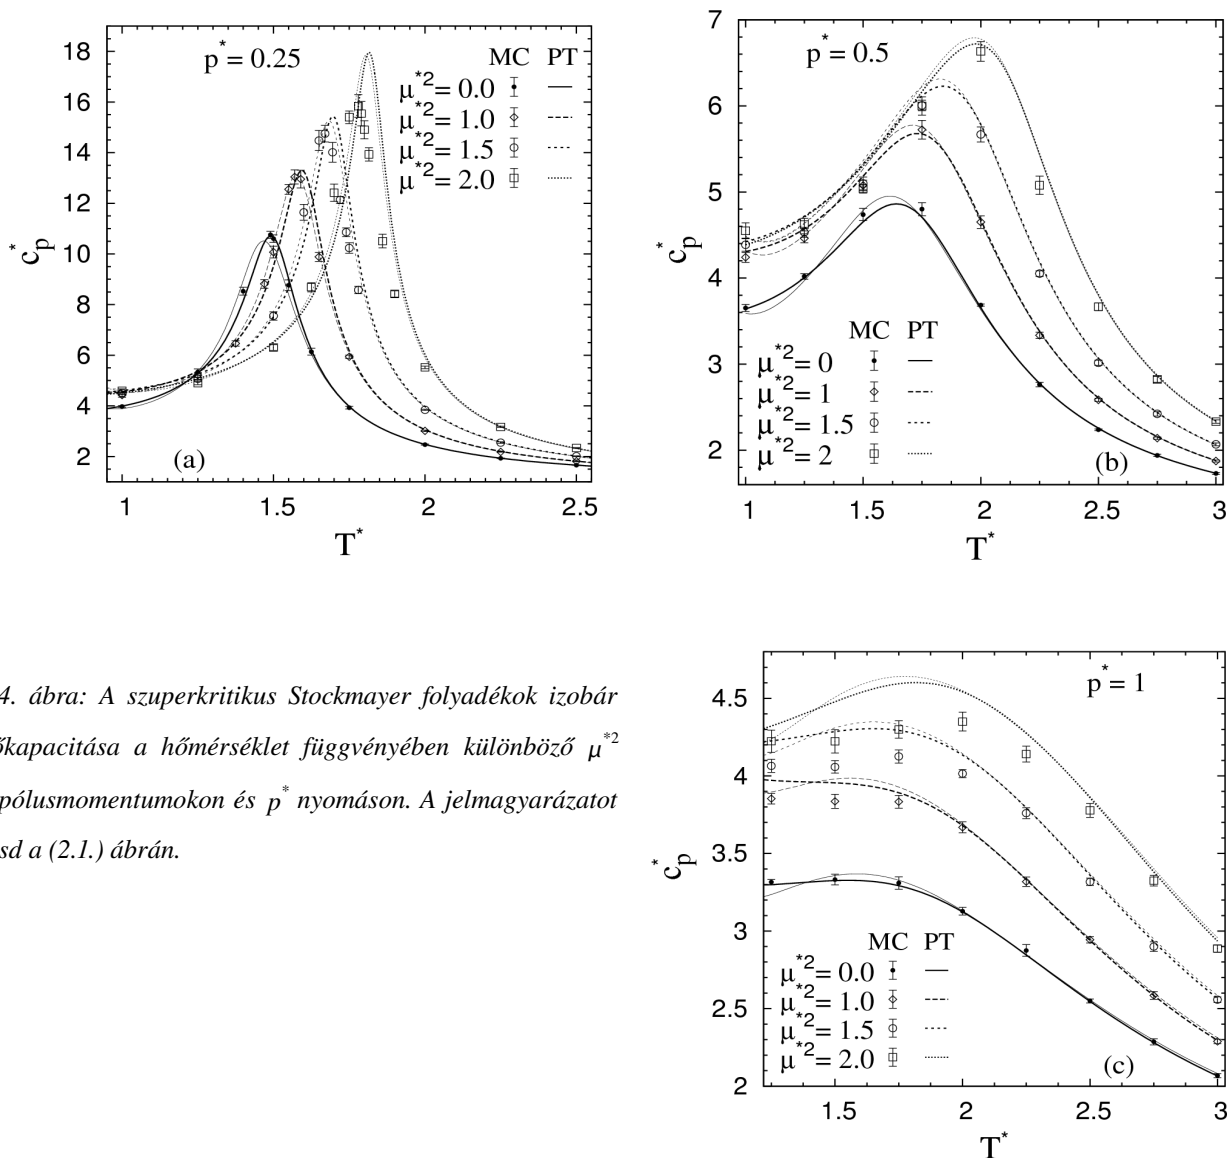 p* = 0.25
MC PT
μ*2 = 0.0
μ*2 = 1.0
μ*2 = 1.5
μ*2 = 2.0
18
16
14
12
10
8
6
4
2
c*p
(a)
1 1.5 2 2.5
T*
p* = 0.5
7
6
5
4
3
2
c*p
MC PT
μ*2 = 0
μ*2 = 1
μ*2 = 1.5
μ*2 = 2
(b)
1 1.5 2 2.5 3
T*
4. ábra: A szuperkritikus Stockmayer folyadékok izobár
őkapacitása a hőmérséklet függvényében különböző μ*2
pólusmomentumokon és p* nyomáson. A jelmagyarázatot
sd a (2.1.) ábrán.
p* = 1
4.5
4
3.5
3
2.5
2
c*p
MC PT
μ*2 = 0.0
μ*2 = 1.0
μ*2 = 1.5
μ*2 = 2.0
(c)
1.5 2 2.5 3
T*